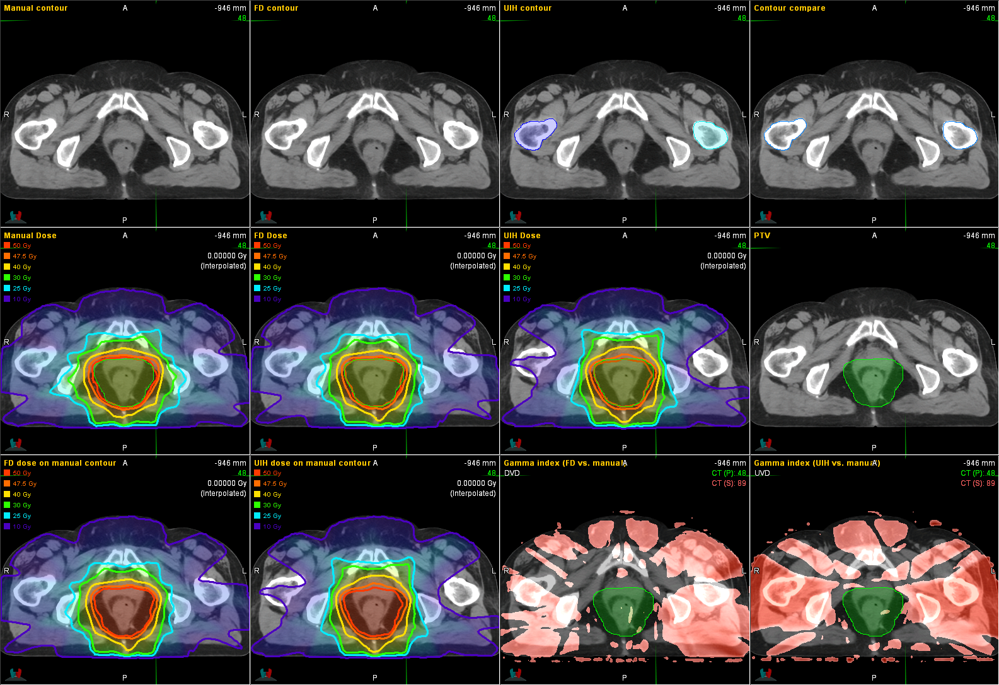 Manual contour A -946 mm
48
R L
P
FD contour A -946 mm
48
R L
P
UIH contour A -946 mm
48
R L
P
Contour compare A -946 mm
48
R L
P
Manual Dose A -946 mm
50 Gy 48
47.5 Gy 0.00000 Gy
40 Gy (Interpolated)
30 Gy
25 Gy
10 Gy
R L
P
FD Dose A -946 mm
50 Gy 48
47.5 Gy 0.00000 Gy
40 Gy (Interpolated)
30 Gy
25 Gy
10 Gy
R L
P
UIH Dose A -946 mm
50 Gy 48
47.5 Gy 0.00000 Gy
40 Gy (Interpolated)
30 Gy
25 Gy
10 Gy
R L
P
PTV A -946 mm
48
R L
P
FD dose on manual contour A -946 mm
50 Gy 48
47.5 Gy 0.00000 Gy
40 Gy (Interpolated)
30 Gy
25 Gy
10 Gy
R L
P
UIH dose on manual contour A -946 mm
50 Gy 48
47.5 Gy 0.00000 Gy
40 Gy (Interpolated)
30 Gy
25 Gy
10 Gy
R L
P
Gamma index (FD vs. manual) A -946 mm
DVD CT (P): 48
CT (S): 89
R L
P
Gamma index (UIH vs. manual) A -946 mm
UVD CT (P): 48
CT (S): 89
R L
P